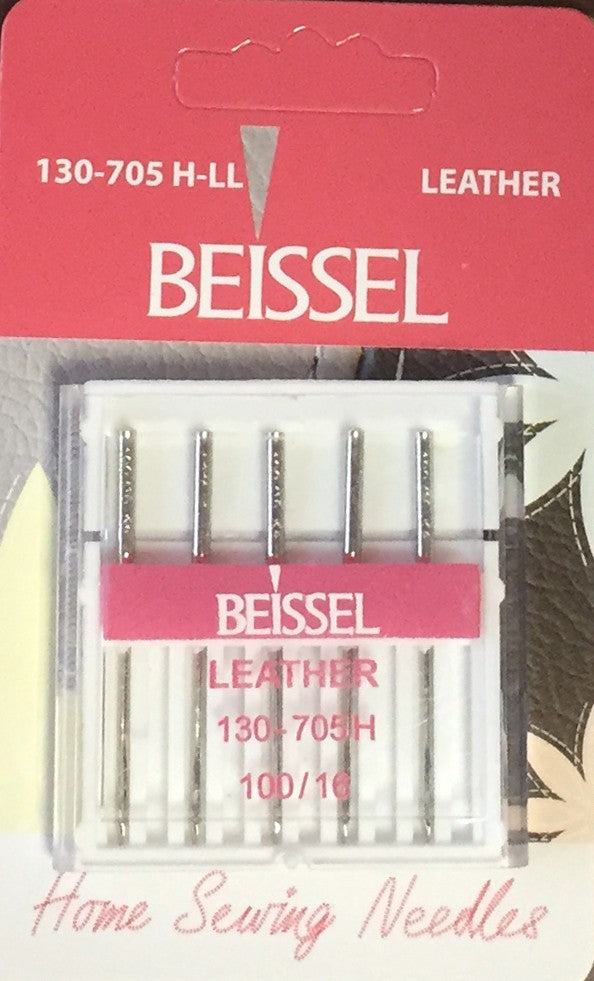 130-705 H-LL
LEATHER
BEISSEL
BEISSEL
LEATHER
130-705 H
100/16
Home Sewing Needles